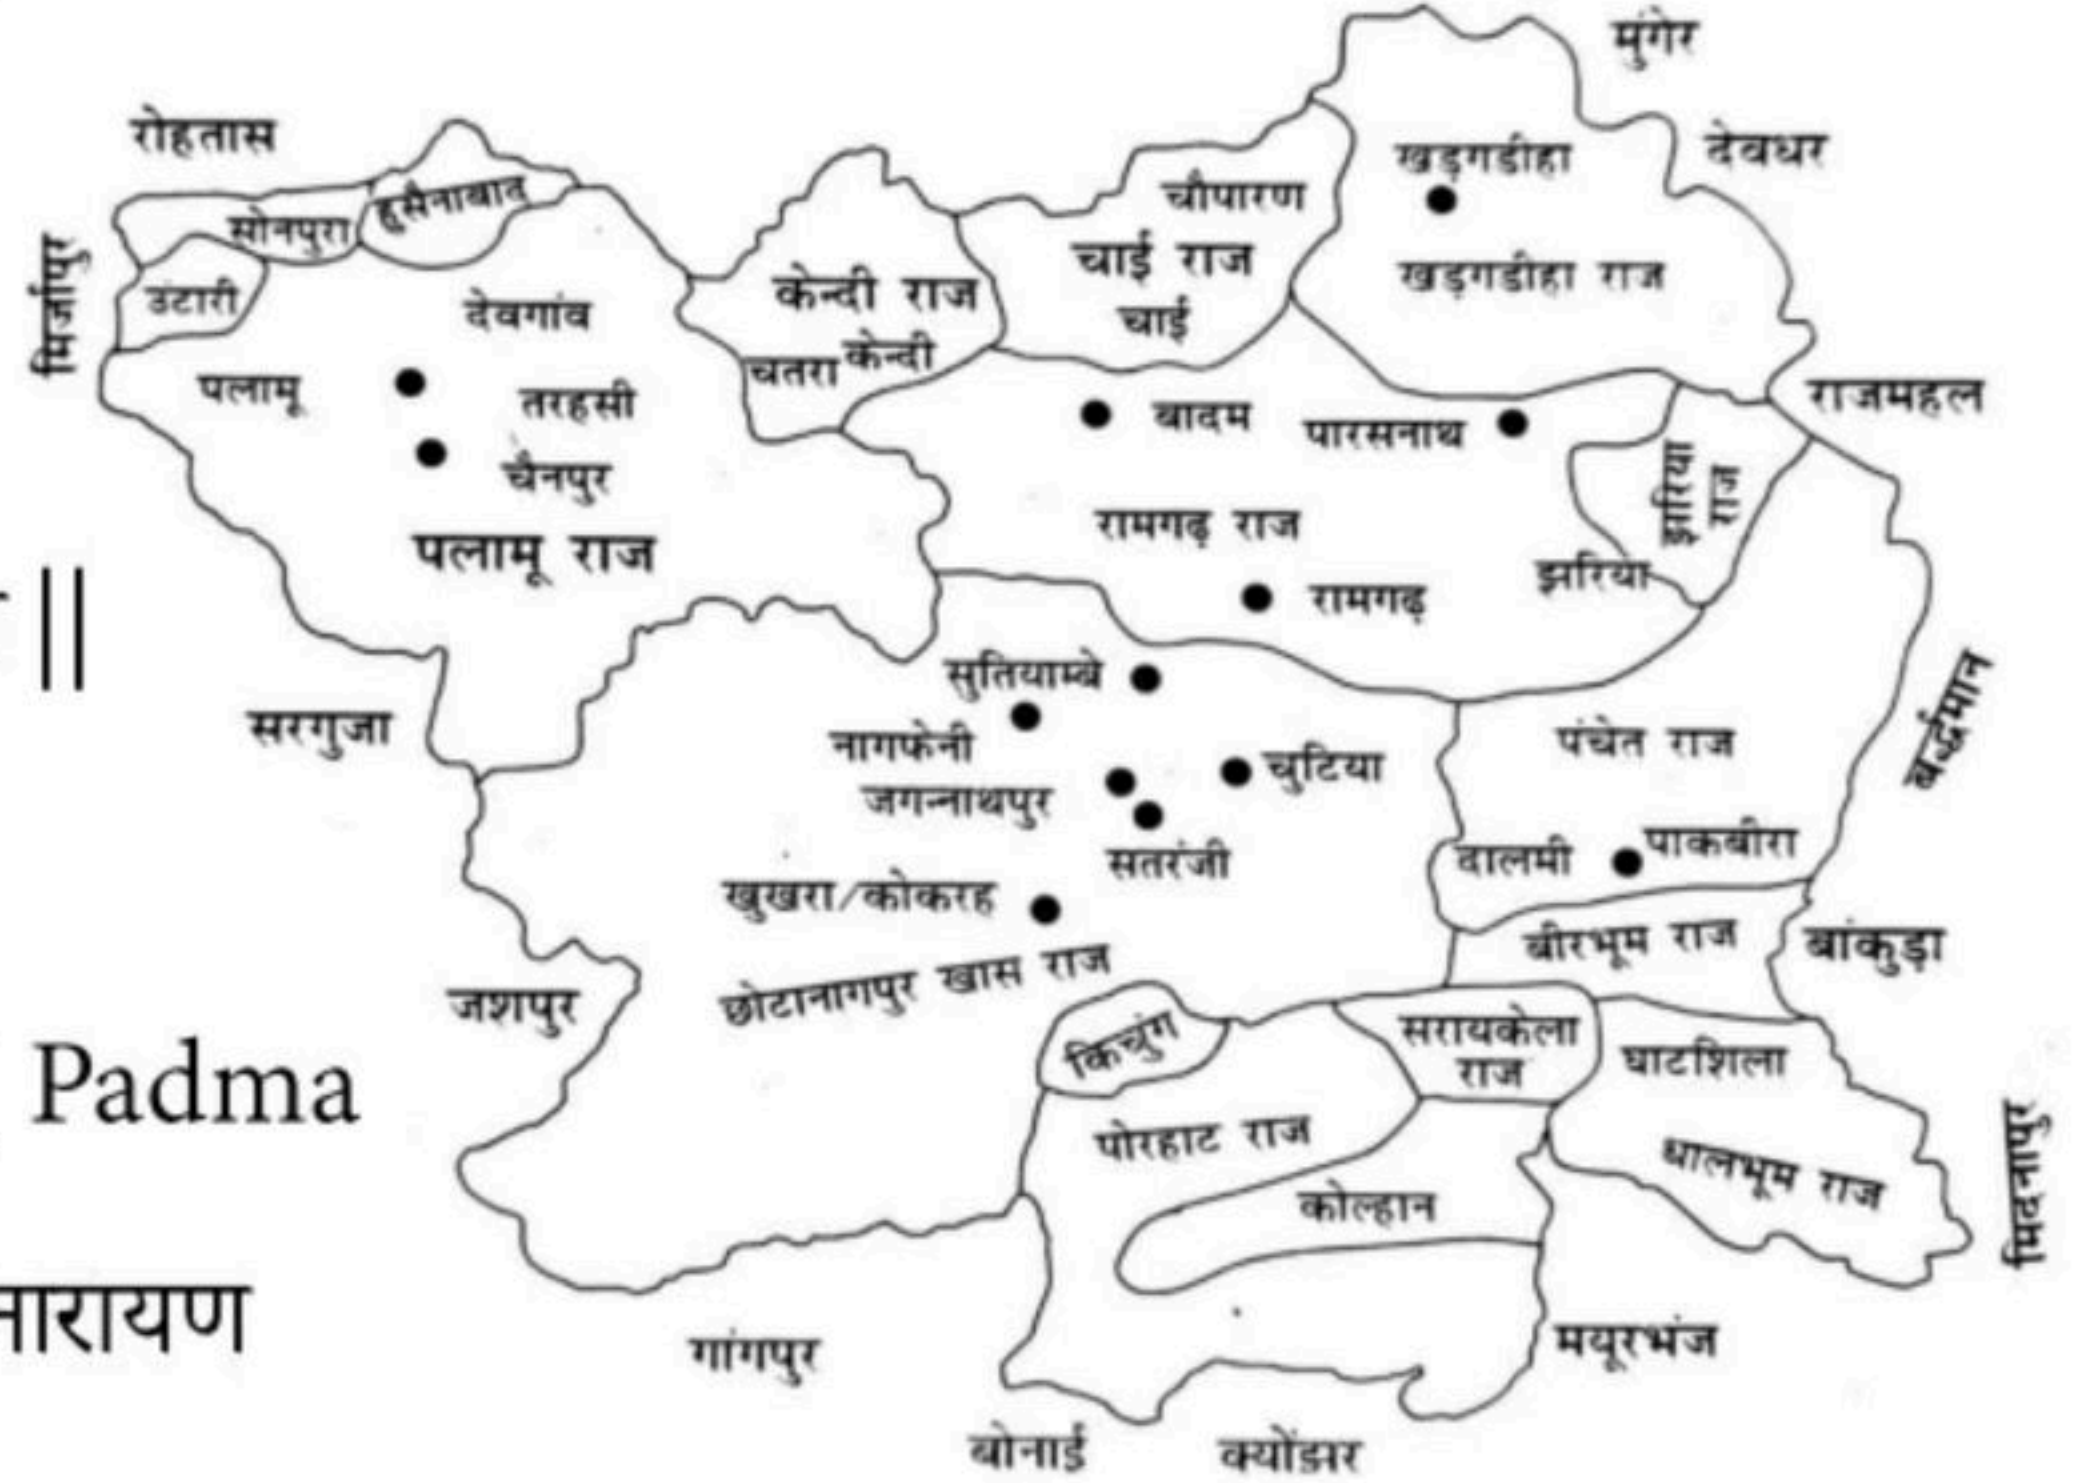 मुंगेर
रोहतास
देवधर
खड़गडीहा
चौपारण
हुसैनाबाद
सोनपुरा
मिर्जापुर
चाई राज
खड़गडीहा राज
उंटारी
केन्दी राज
देवगांव
चाई
केन्दी
चतरा
पलामू
राजमहल
तरहसी
बादम
पारसनाथ
चैनपुर
झरिया
राज
रामगढ़ राज
पलामू राज
झरिया
रामगढ़
||
सुतियाम्बे
सरगुजा
नागफेनी
पंचेत राज
बर्द्धमान
चुटिया
जगन्नाथपुर
दालमी
पाकबीरा
सतरंजी
खुखरा/कोकरह
बीरभूम राज
बांकुड़ा
छोटानागपुर खास राज
जशपुर
किचुंग
सरायकेला
राज
घाटशिला
Padma
पोरहाट राज
धालभूम राज
मिदनापुर
कोल्हान
नारायण
गांगपुर
मयूरभंज
बोनाई
क्योंझर